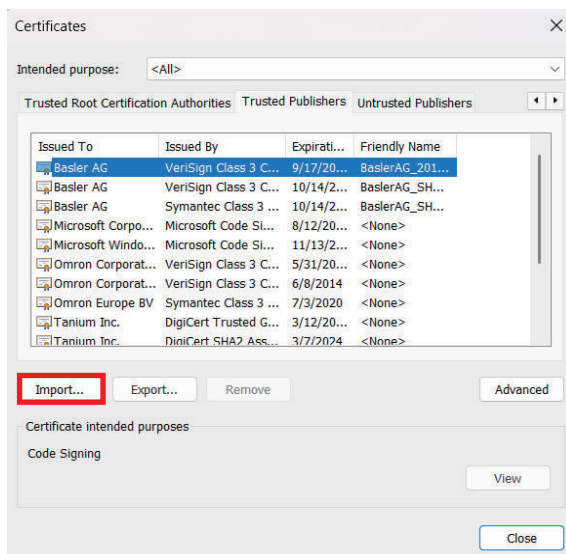 Certificates
Intended purpose: <All>
Trusted Root Certification Authorities Trusted Publishers Untrusted Publishers
Issued To Issued By Expirati... Friendly Name
Basler AG VeriSign Class 3 C... 9/17/20... BaslerAG_201...
Basler AG VeriSign Class 3 C... 10/14/2... BaslerAG_SH...
Basler AG Symantec Class 3 ... 10/14/2... BaslerAG_SH...
Microsoft Corpo... Microsoft Code Si... 8/12/20... <None>
Microsoft Windo... Microsoft Code Si... 11/13/2... <None>
Omron Corporat... VeriSign Class 3 C... 5/31/20... <None>
Omron Corporat... VeriSign Class 3 C... 6/8/2014 <None>
Omron Europe BV Symantec Class 3 ... 7/3/2020 <None>
Tanium Inc. DigiCert Trusted G... 3/12/20... <None>
Tanium Inc. DigiCert SHA2 Ass... 3/7/2024 <None>
Import... Export... Remove Advanced
Certificate intended purposes
Code Signing
View
Close